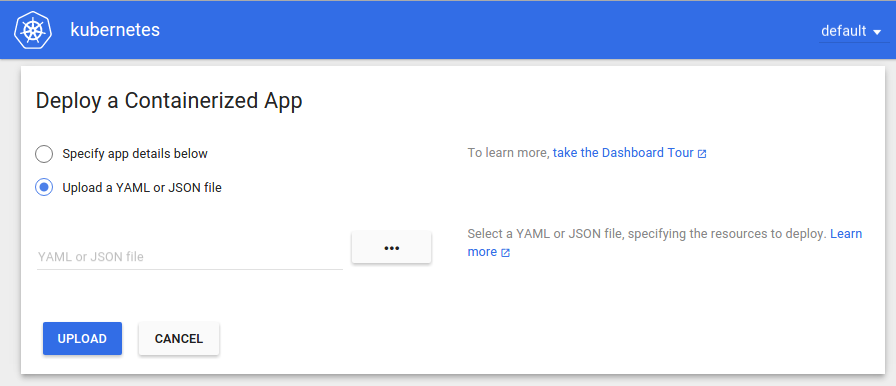 kubernetes
default
Deploy a Containerized App
Specify app details below
To learn more, take the Dashboard Tour
Upload a YAML or JSON file
YAML or JSON file
•••
Select a YAML or JSON file, specifying the resources to deploy. Learn
more
UPLOAD
CANCEL